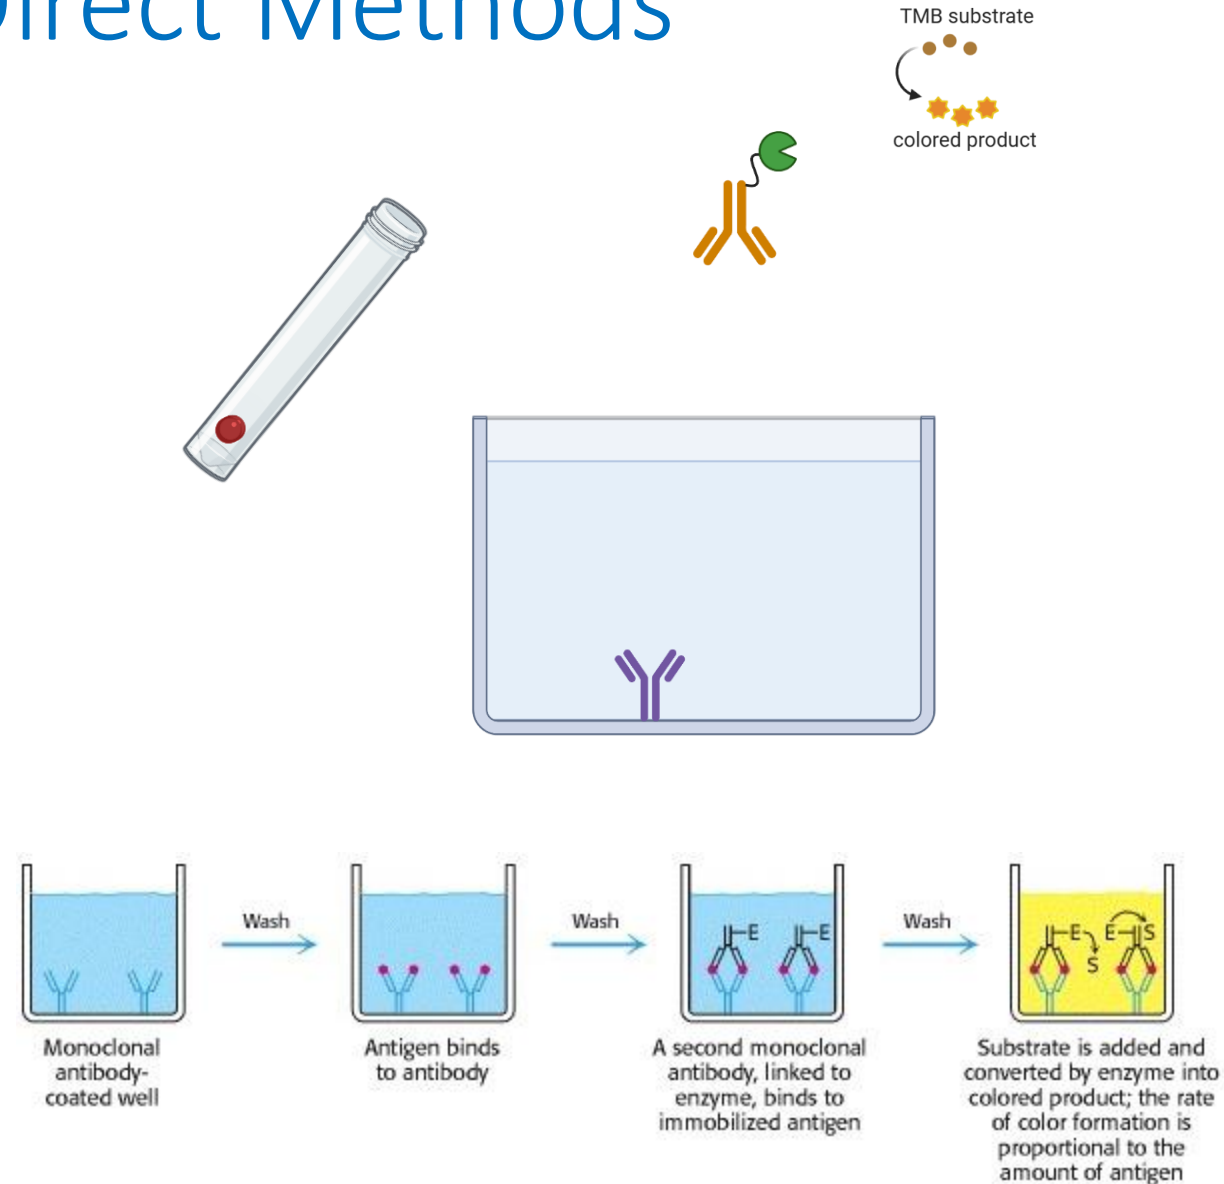 Direct Methods
TMB substrate
colored product
Wash
Wash
Wash
E
E
E
E
S
S
Monoclonal
antibody-
coated well
Antigen binds
to antibody
A second monoclonal
antibody, linked to
enzyme, binds to
immobilized antigen
Substrate is added and
converted by enzyme into
colored product; the rate
of color formation is
proportional to the
amount of antigen